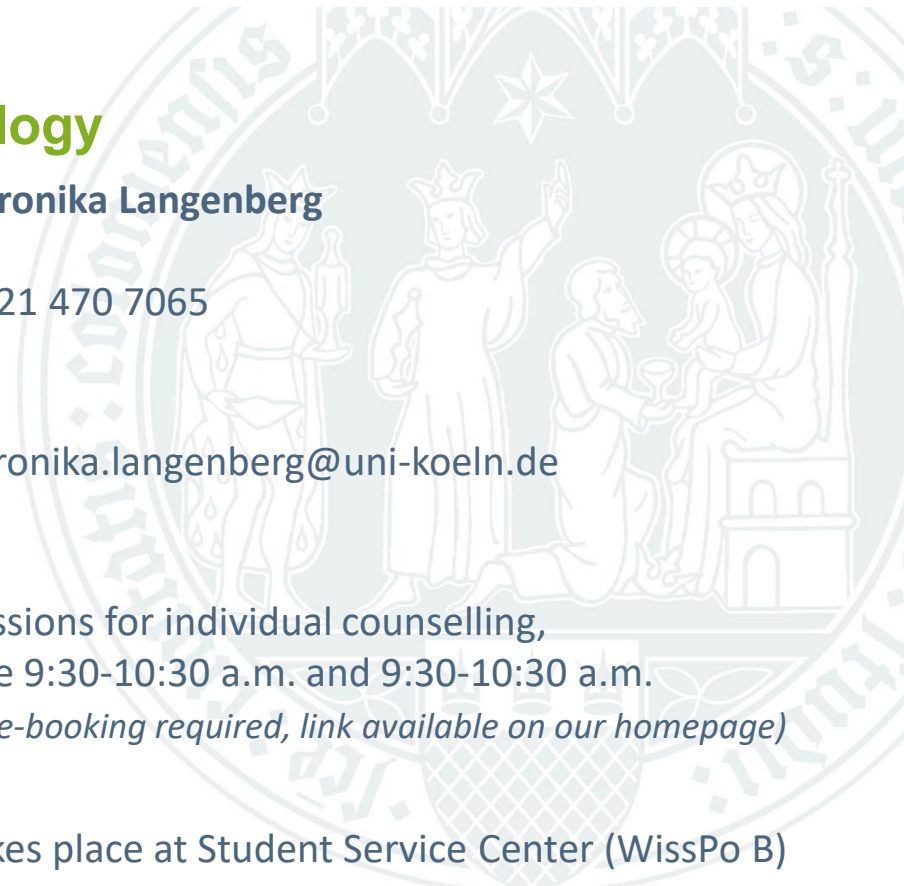 logy
ronika Langenberg
21 470 7065
ronika.langenberg@uni-koeln.de
ssions for individual counselling,
e 9:30-10:30 a.m. and 9:30-10:30 a.m.
e-booking required, link available on our homepage)
kes place at Student Service Center (WissPo B)